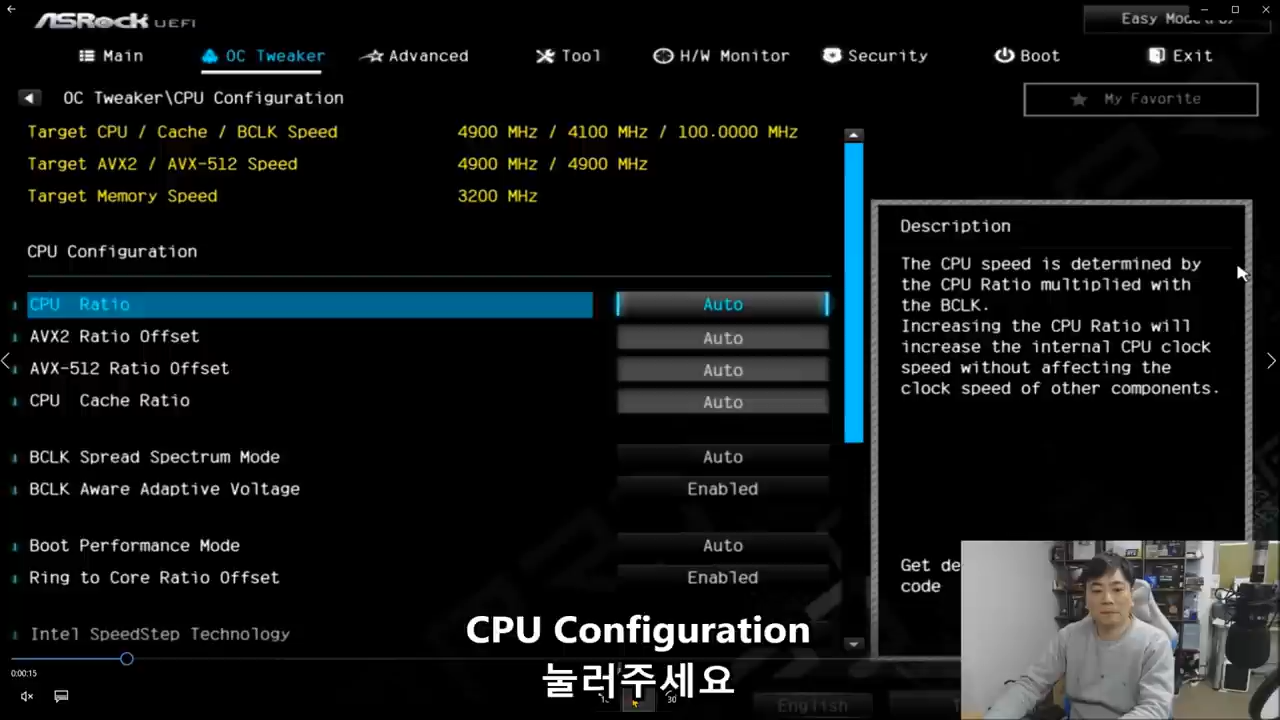 ASRock UEFI
Easy Mode
Main
OC Tweaker
Advanced
Tool
H/W Monitor
Security
Boot
Exit
OC Tweaker\CPU Configuration
My Favorite
Target CPU / Cache / BCLK Speed 4900 MHz / 4100 MHz / 100.0000 MHz
Target AVX2 / AVX-512 Speed 4900 MHz / 4900 MHz
Target Memory Speed 3200 MHz
CPU Configuration
CPU Ratio Auto
AVX2 Ratio Offset Auto
AVX-512 Ratio Offset Auto
CPU Cache Ratio Auto
BCLK Spread Spectrum Mode Auto
BCLK Aware Adaptive Voltage Enabled
Boot Performance Mode Auto
Ring to Core Ratio Offset Enabled
Intel SpeedStep Technology
Description
The CPU speed is determined by
the CPU Ratio multiplied with
the BCLK.
Increasing the CPU Ratio will
increase the internal CPU clock
speed without affecting the
clock speed of other components.
Get de
code
CPU Configuration
눌러주세요
0:00:15
30
English